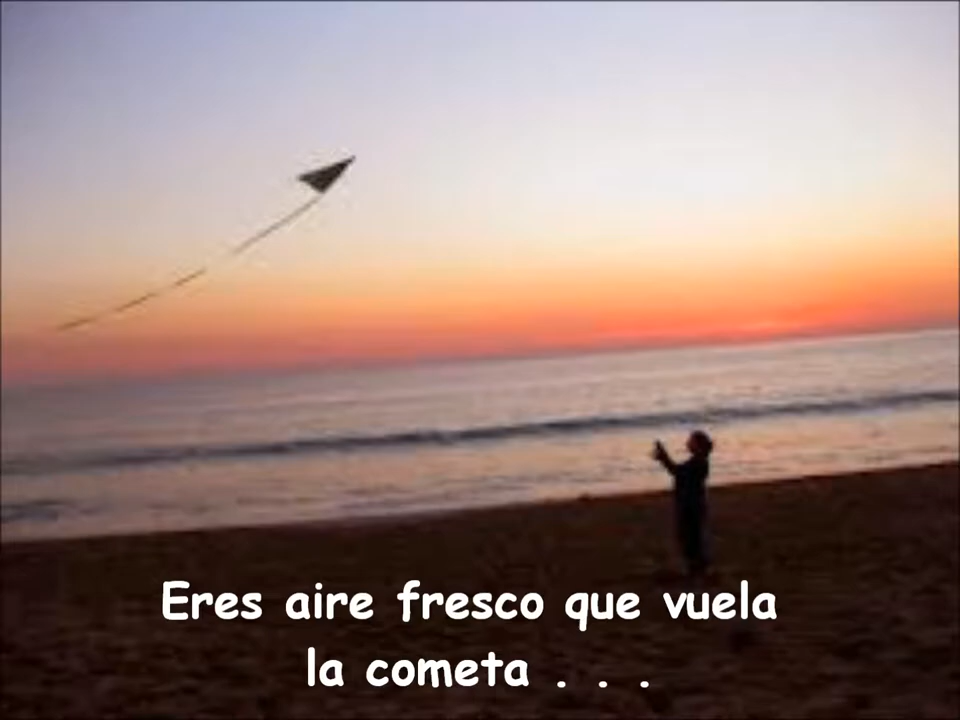 Eres aire fresco que vuela
la cometa . . .